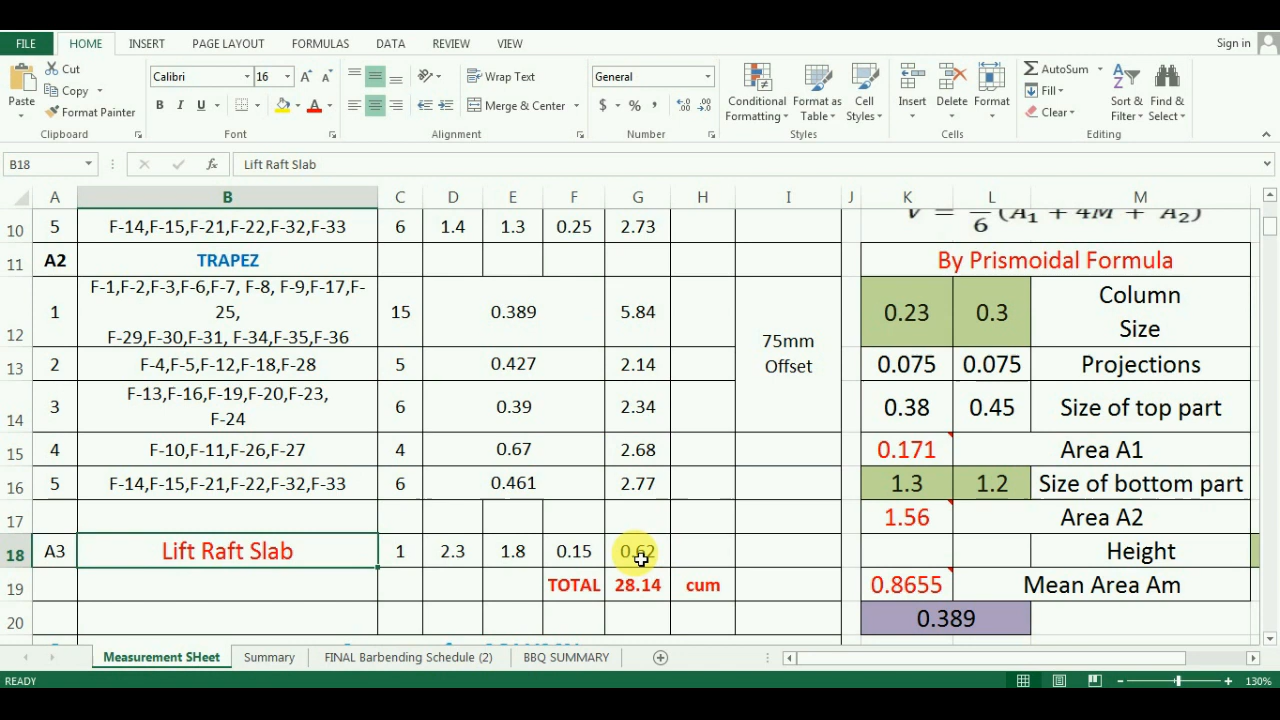 FILE HOME INSERT PAGE LAYOUT FORMULAS DATA REVIEW VIEW Sign in
Paste Cut Copy Format Painter Calibri 16 A A Wrap Text General Conditional Formatting Format as Table Cell Styles Insert Delete Format AutoSum Fill Clear Sort & Filter Find & Select
B I U A Merge & Center $ % ,
Clipboard Font Alignment Number Styles Cells Editing
B18 fx Lift Raft Slab
A B C D E F G H I J K L M
10 5 F-14,F-15,F-21,F-22,F-32,F-33 6 1.4 1.3 0.25 2.73
6 (A1 + 4M + A2)
11 A2 TRAPEZ By Prismoidal Formula
F-1,F-2,F-3,F-6,F-7, F-8, F-9,F-17,F-
25,
12 1 F-29,F-30,F-31, F-34,F-35,F-36 15 0.389 5.84 75mm Offset 0.23 0.3 Column Size
13 2 F-4,F-5,F-12,F-18,F-28 5 0.427 2.14 0.075 0.075 Projections
F-13,F-16,F-19,F-20,F-23,
14 3 F-24 6 0.39 2.34 0.38 0.45 Size of top part
15 4 F-10,F-11,F-26,F-27 4 0.67 2.68 0.171 Area A1
16 5 F-14,F-15,F-21,F-22,F-32,F-33 6 0.461 2.77 1.3 1.2 Size of bottom part
17 1.56 Area A2
18 A3 Lift Raft Slab 1 2.3 1.8 0.15 0.62 Height
19 TOTAL 28.14 cum 0.8655 Mean Area Am
20 0.389
Measurement SHeet Summary FINAL Barbending Schedule (2) BBQ SUMMARY
READY 130%